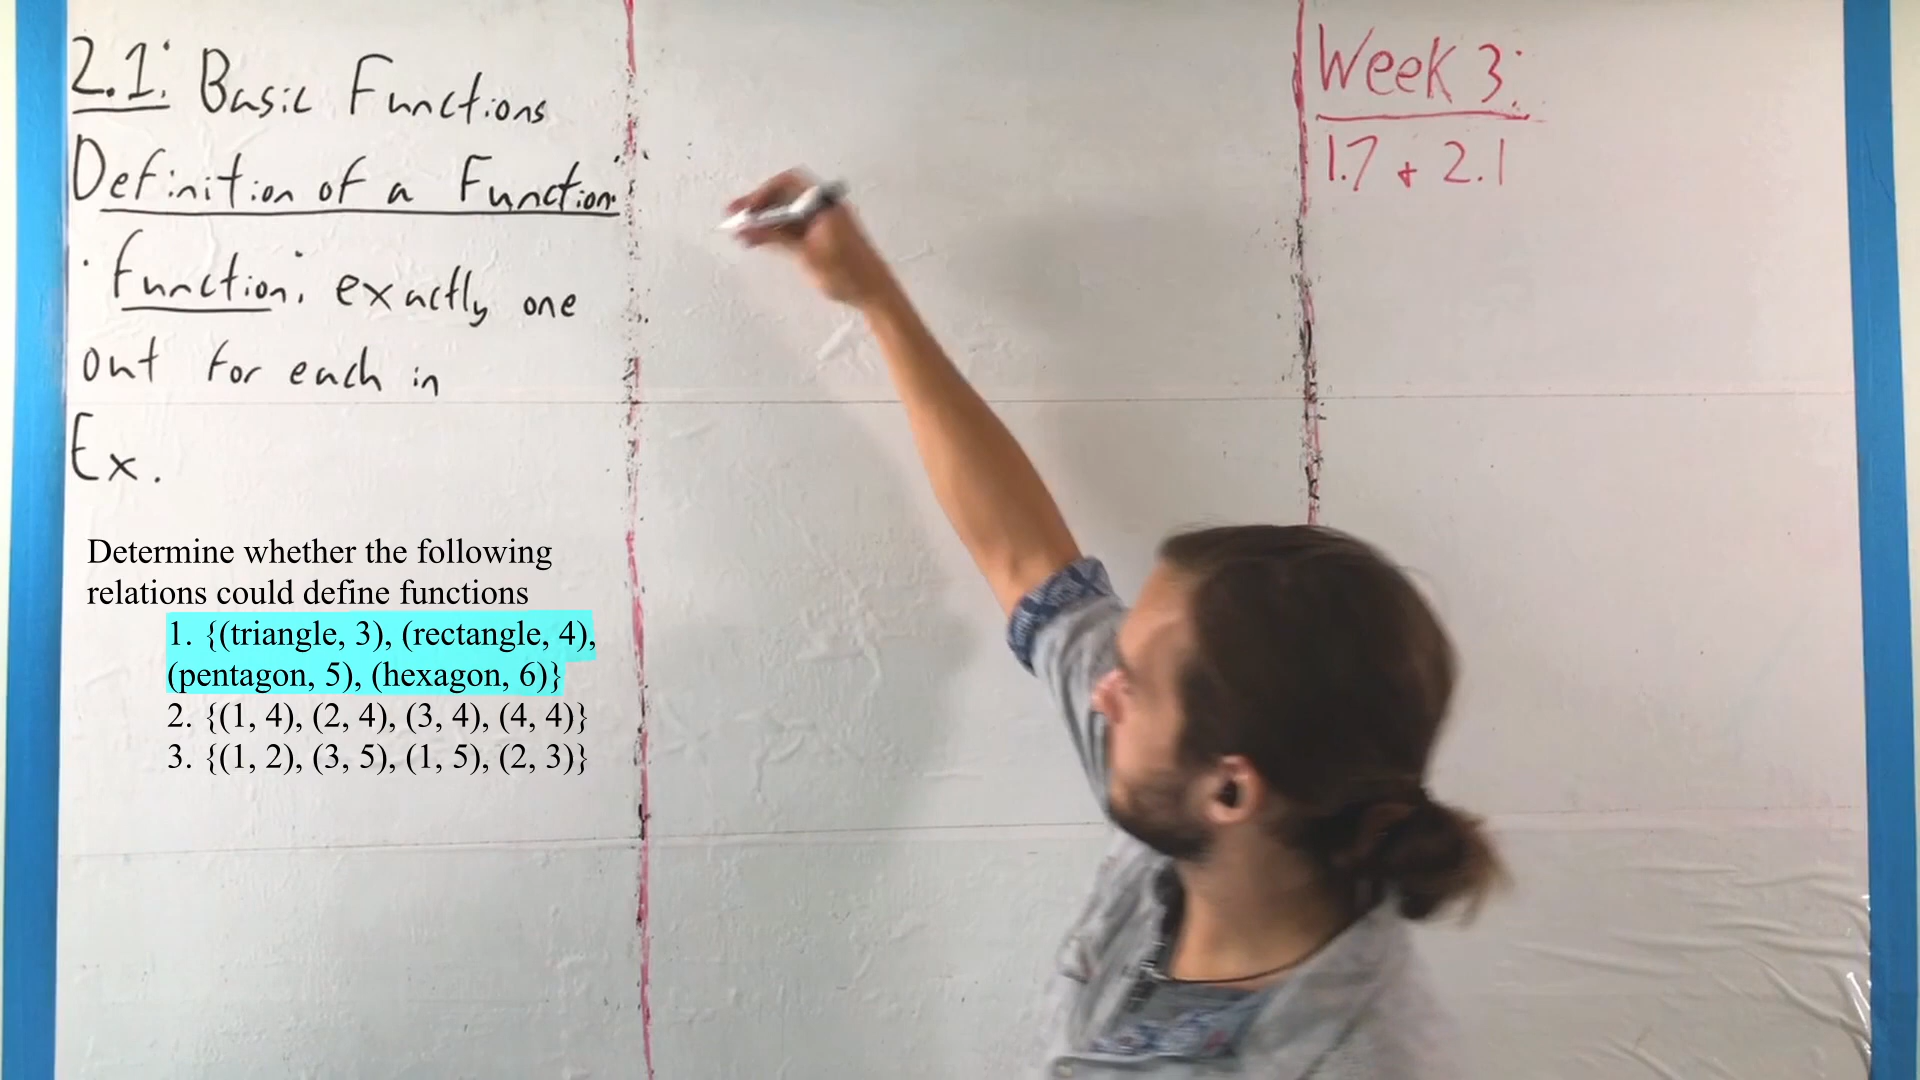 2.1: Basic Functions
Definition of a Function:
· Function: exactly one
out for each in
Ex.
Determine whether the following
relations could define functions
1. {(triangle, 3), (rectangle, 4),
(pentagon, 5), (hexagon, 6)}
2. {(1, 4), (2, 4), (3, 4), (4, 4)}
3. {(1, 2), (3, 5), (1, 5), (2, 3)}
Week 3:
1.7 + 2.1